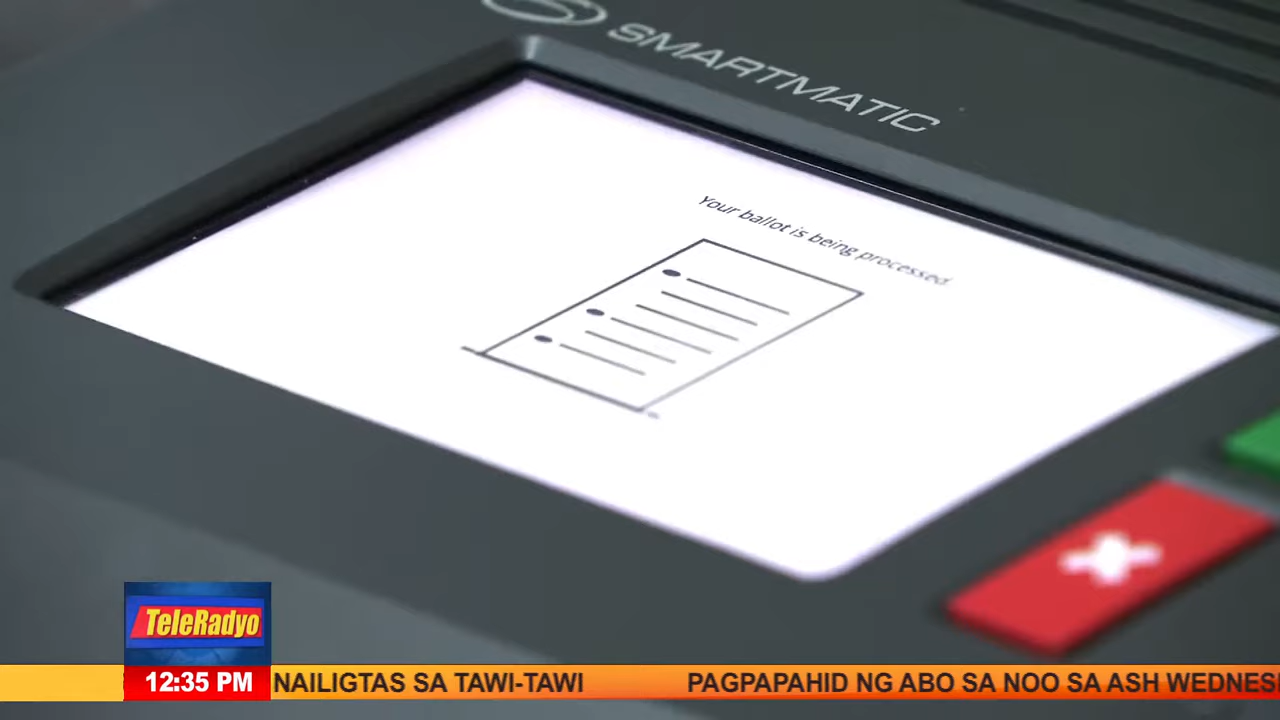 SMARTMATIC
Your ballot is being processed.
TeleRadyo
12:35 PM
NAILIGTAS SA TAWI-TAWI
PAGPAPAHID NG ABO SA NOO SA ASH